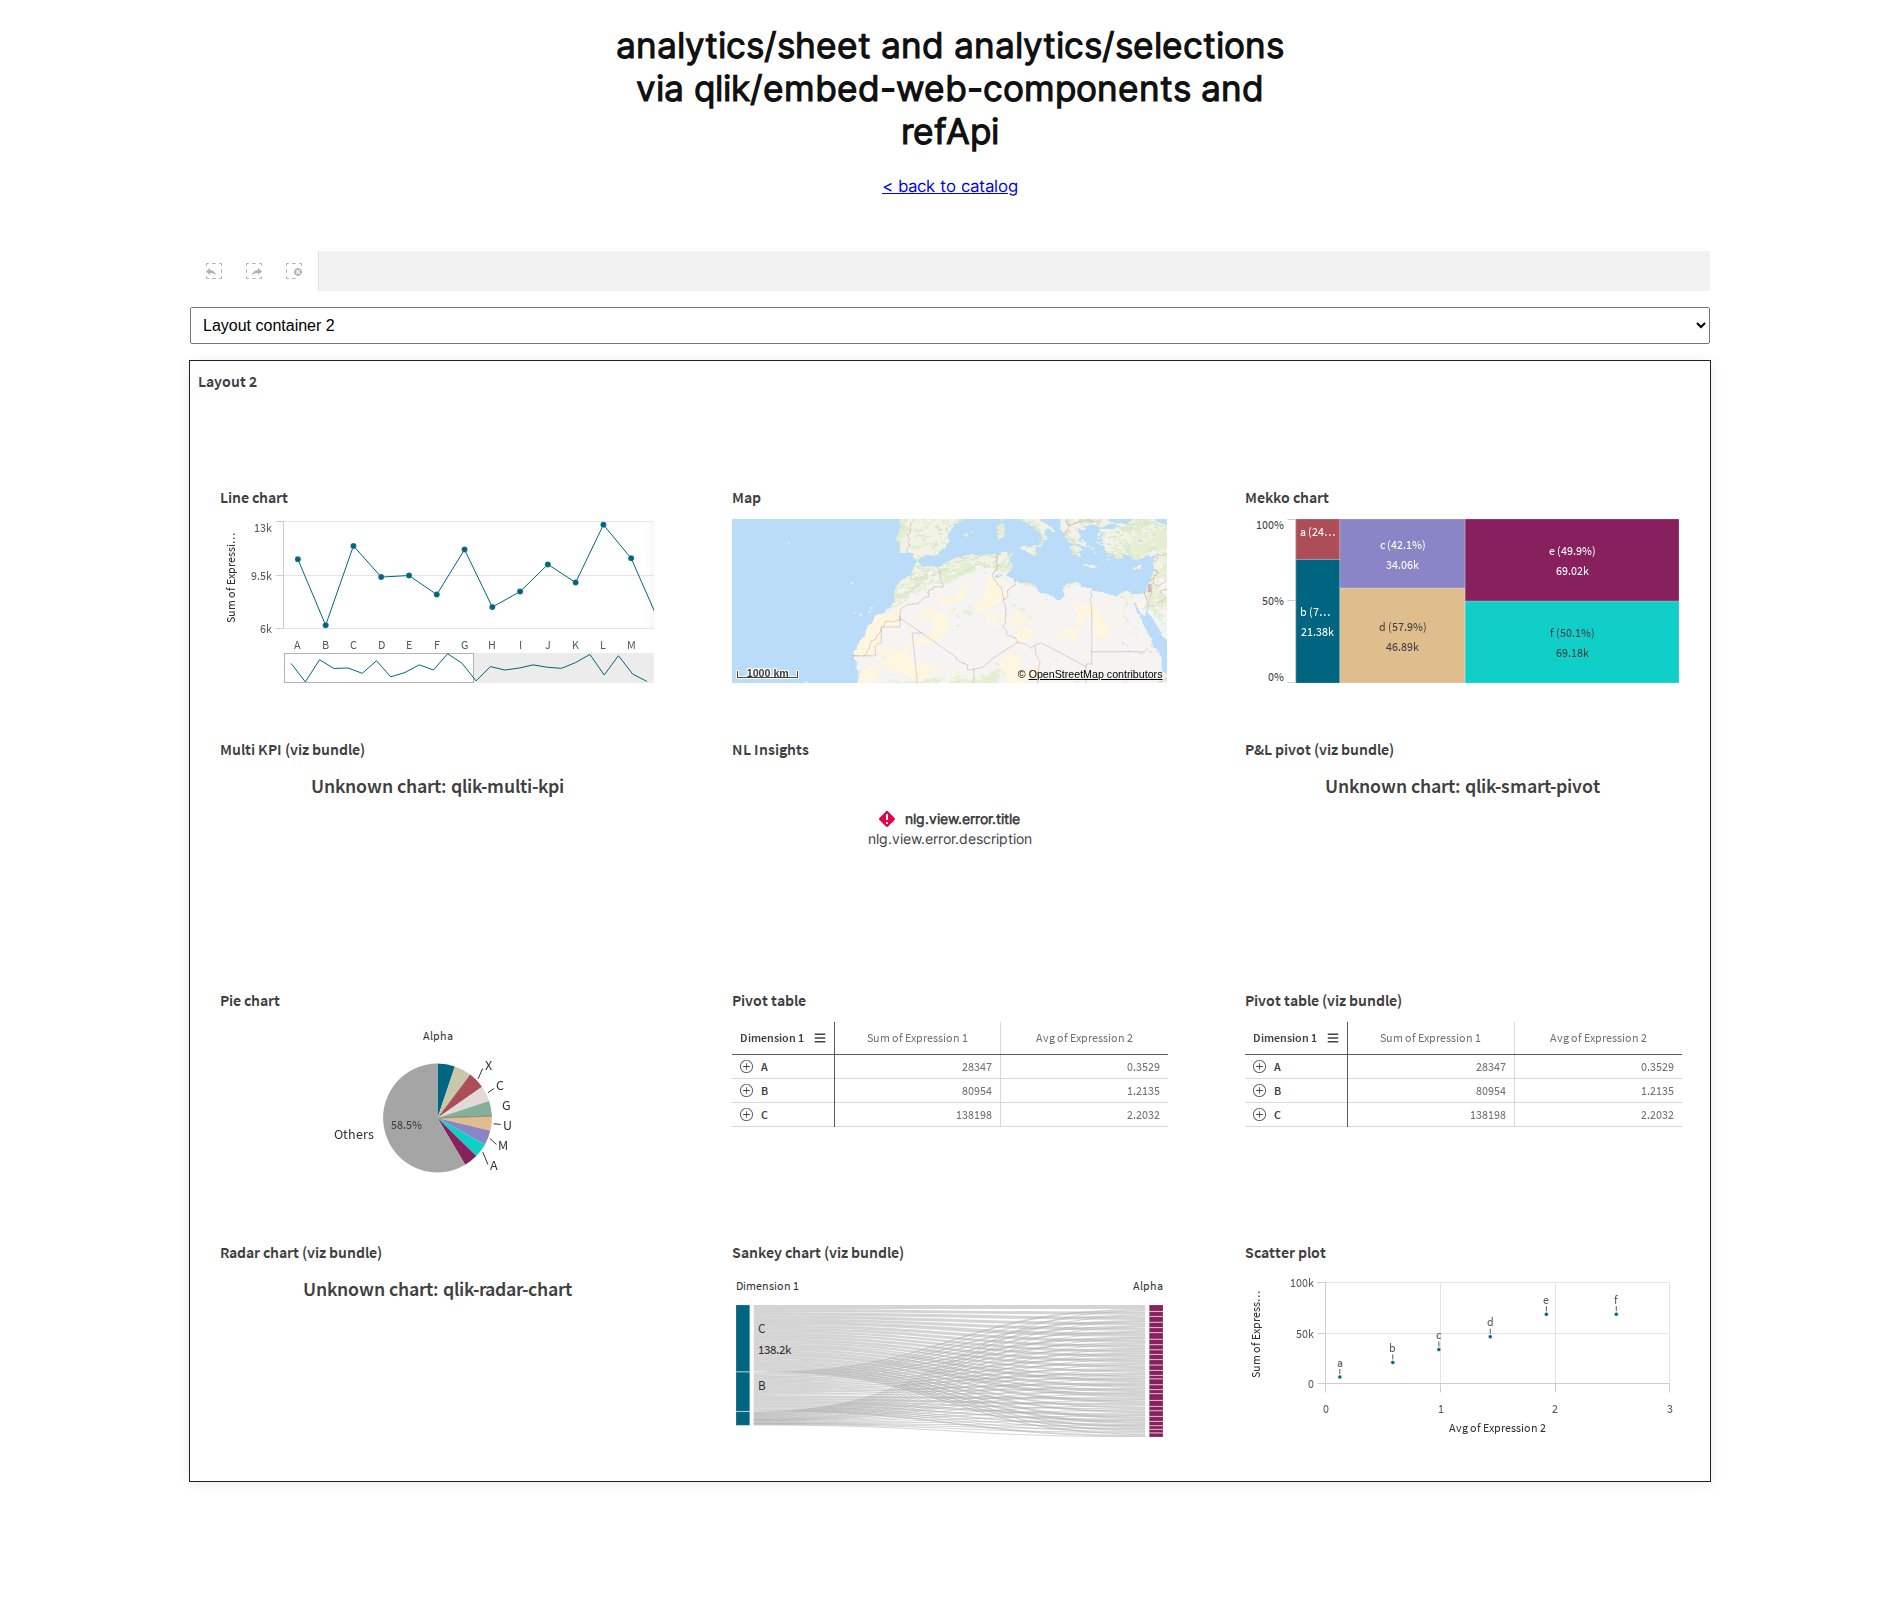 analytics/sheet and analytics/selections
via qlik/embed-web-components and
refApi
< back to catalog
Layout container 2
Layout 2
Line chart
Sum of Expressi…
13k
9.5k
6k
A B C D E F G H I J K L M
Map
1000 km
© OpenStreetMap contributors
Mekko chart
100%
50%
0%
a (24…
b (7…
21.38k
c (42.1%)
34.06k
d (57.9%)
46.89k
e (49.9%)
69.02k
f (50.1%)
69.18k
Multi KPI (viz bundle)
Unknown chart: qlik-multi-kpi
NL Insights
nlg.view.error.title
nlg.view.error.description
P&L pivot (viz bundle)
Unknown chart: qlik-smart-pivot
Pie chart
Alpha
X
C
G
U
M
A
58.5%
Others
Pivot table
Dimension 1 Sum of Expression 1 Avg of Expression 2
A 28347 0.3529
B 80954 1.2135
C 138198 2.2032
Pivot table (viz bundle)
Dimension 1 Sum of Expression 1 Avg of Expression 2
A 28347 0.3529
B 80954 1.2135
C 138198 2.2032
Radar chart (viz bundle)
Unknown chart: qlik-radar-chart
Sankey chart (viz bundle)
Dimension 1 Alpha
C
138.2k
B
Scatter plot
Sum of Express…
100k
50k
0
a
b
c
d
e
f
0 1 2 3
Avg of Expression 2